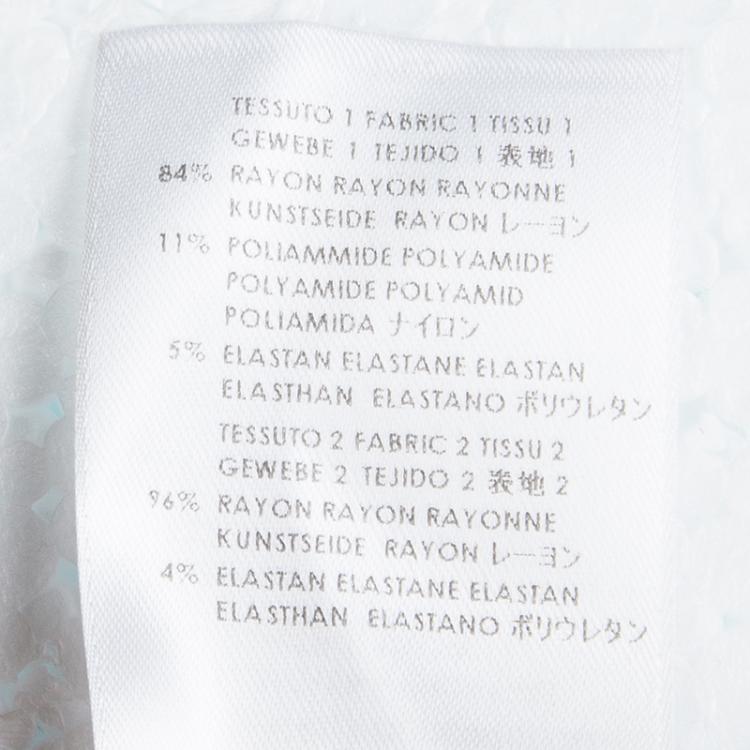 TESSUTO 1 FABRIC 1 TISSU 1
GEWEBE 1 TEJIDO 1 表地 1
84% RAYON RAYON RAYONNE
KUNSTSEIDE RAYON レーヨン
11% POLIAMMIDE POLYAMIDE
POLYAMIDE POLYAMID
POLIAMIDA ナイロン
5% ELASTAN ELASTANE ELASTAN
ELASTHAN ELASTANO ポリウレタン
TESSUTO 2 FABRIC 2 TISSU 2
GEWEBE 2 TEJIDO 2 表地 2
96% RAYON RAYON RAYONNE
KUNSTSEIDE RAYON レーヨン
4% ELASTAN ELASTANE ELASTAN
ELASTHAN ELASTANO ポリウレタン